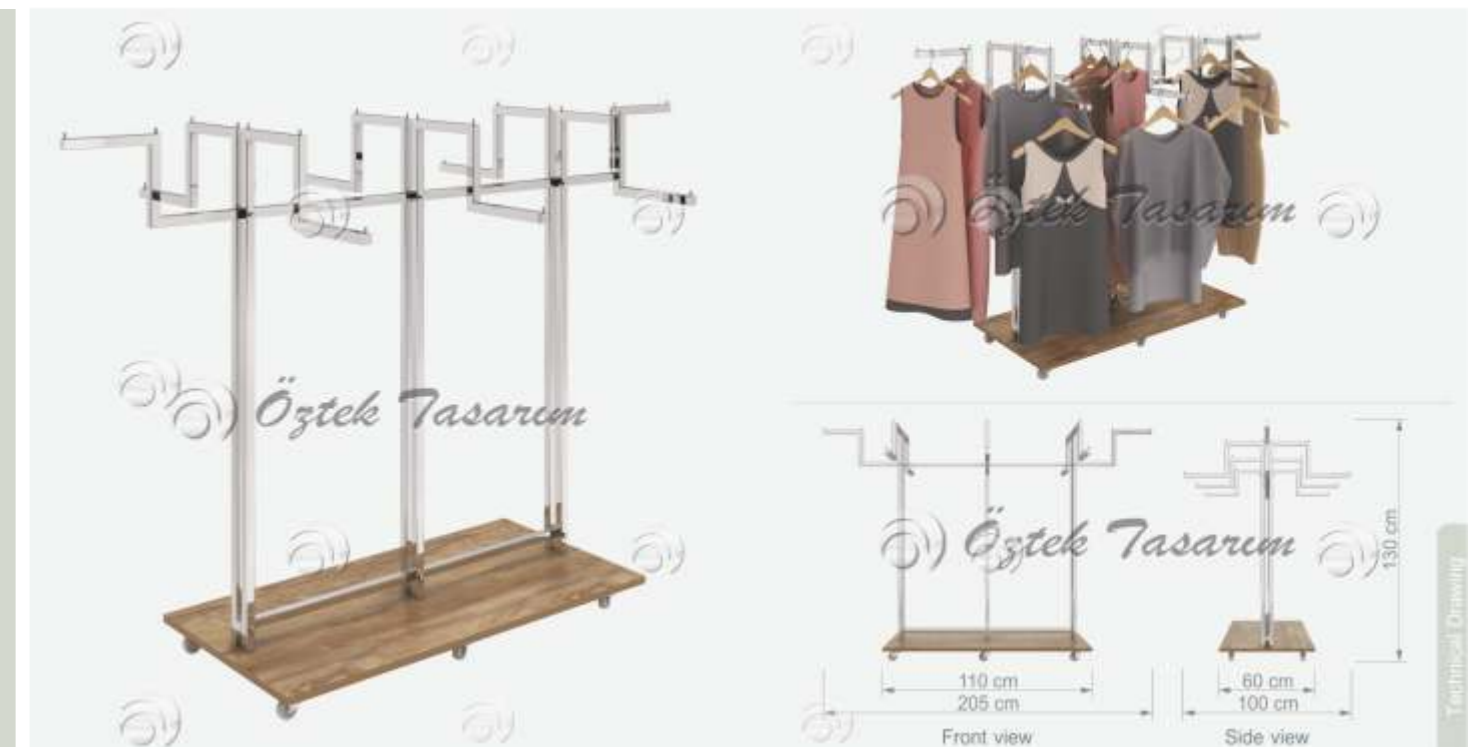 Öztek Tasarım
Öztek Tasarım
Öztek Tasarım
130 cm
110 cm
205 cm
Front view
60 cm
100 cm
Side view
Technical Drawing